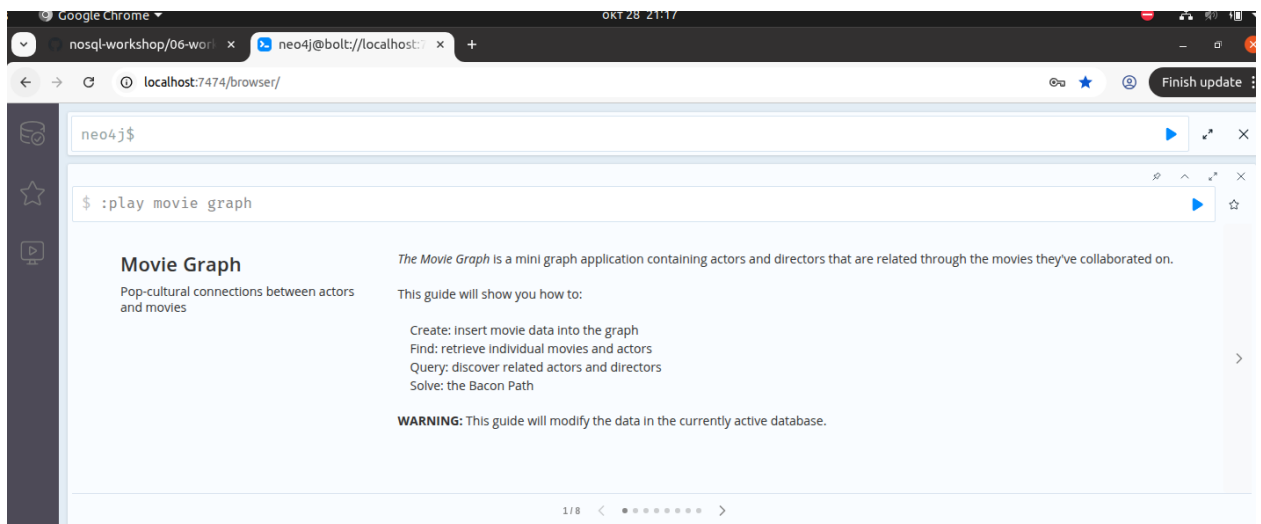 Google Chrome
окт 28 21:17
nosql-workshop/06-wor
neo4j@bolt://localhost:7
localhost:7474/browser/
Finish update
neo4j$
$ :play movie graph
Movie Graph
Pop-cultural connections between actors
and movies
The Movie Graph is a mini graph application containing actors and directors that are related through the movies they've collaborated on.
This guide will show you how to:
Create: insert movie data into the graph
Find: retrieve individual movies and actors
Query: discover related actors and directors
Solve: the Bacon Path
WARNING: This guide will modify the data in the currently active database.
1/8